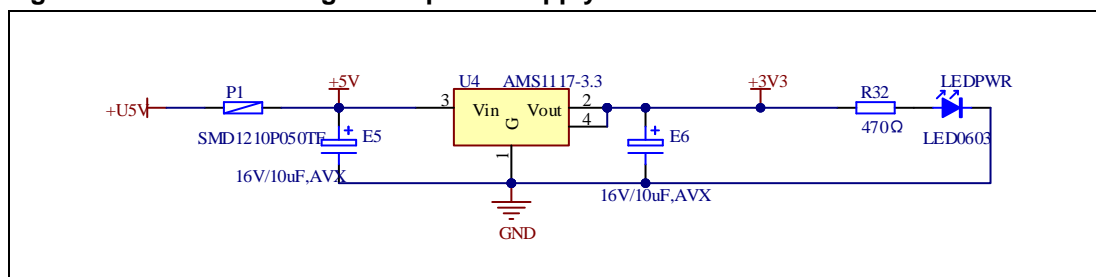 P1
+5V
U4 AMS1117-3.3
+3V3
LEDPWR
+U5V
3
Vin
Vout
2
4
G
1
R32
470Ω
SMD1210P050TF
E5
E6
LED0603
16V/10uF,AVX
16V/10uF,AVX
GND